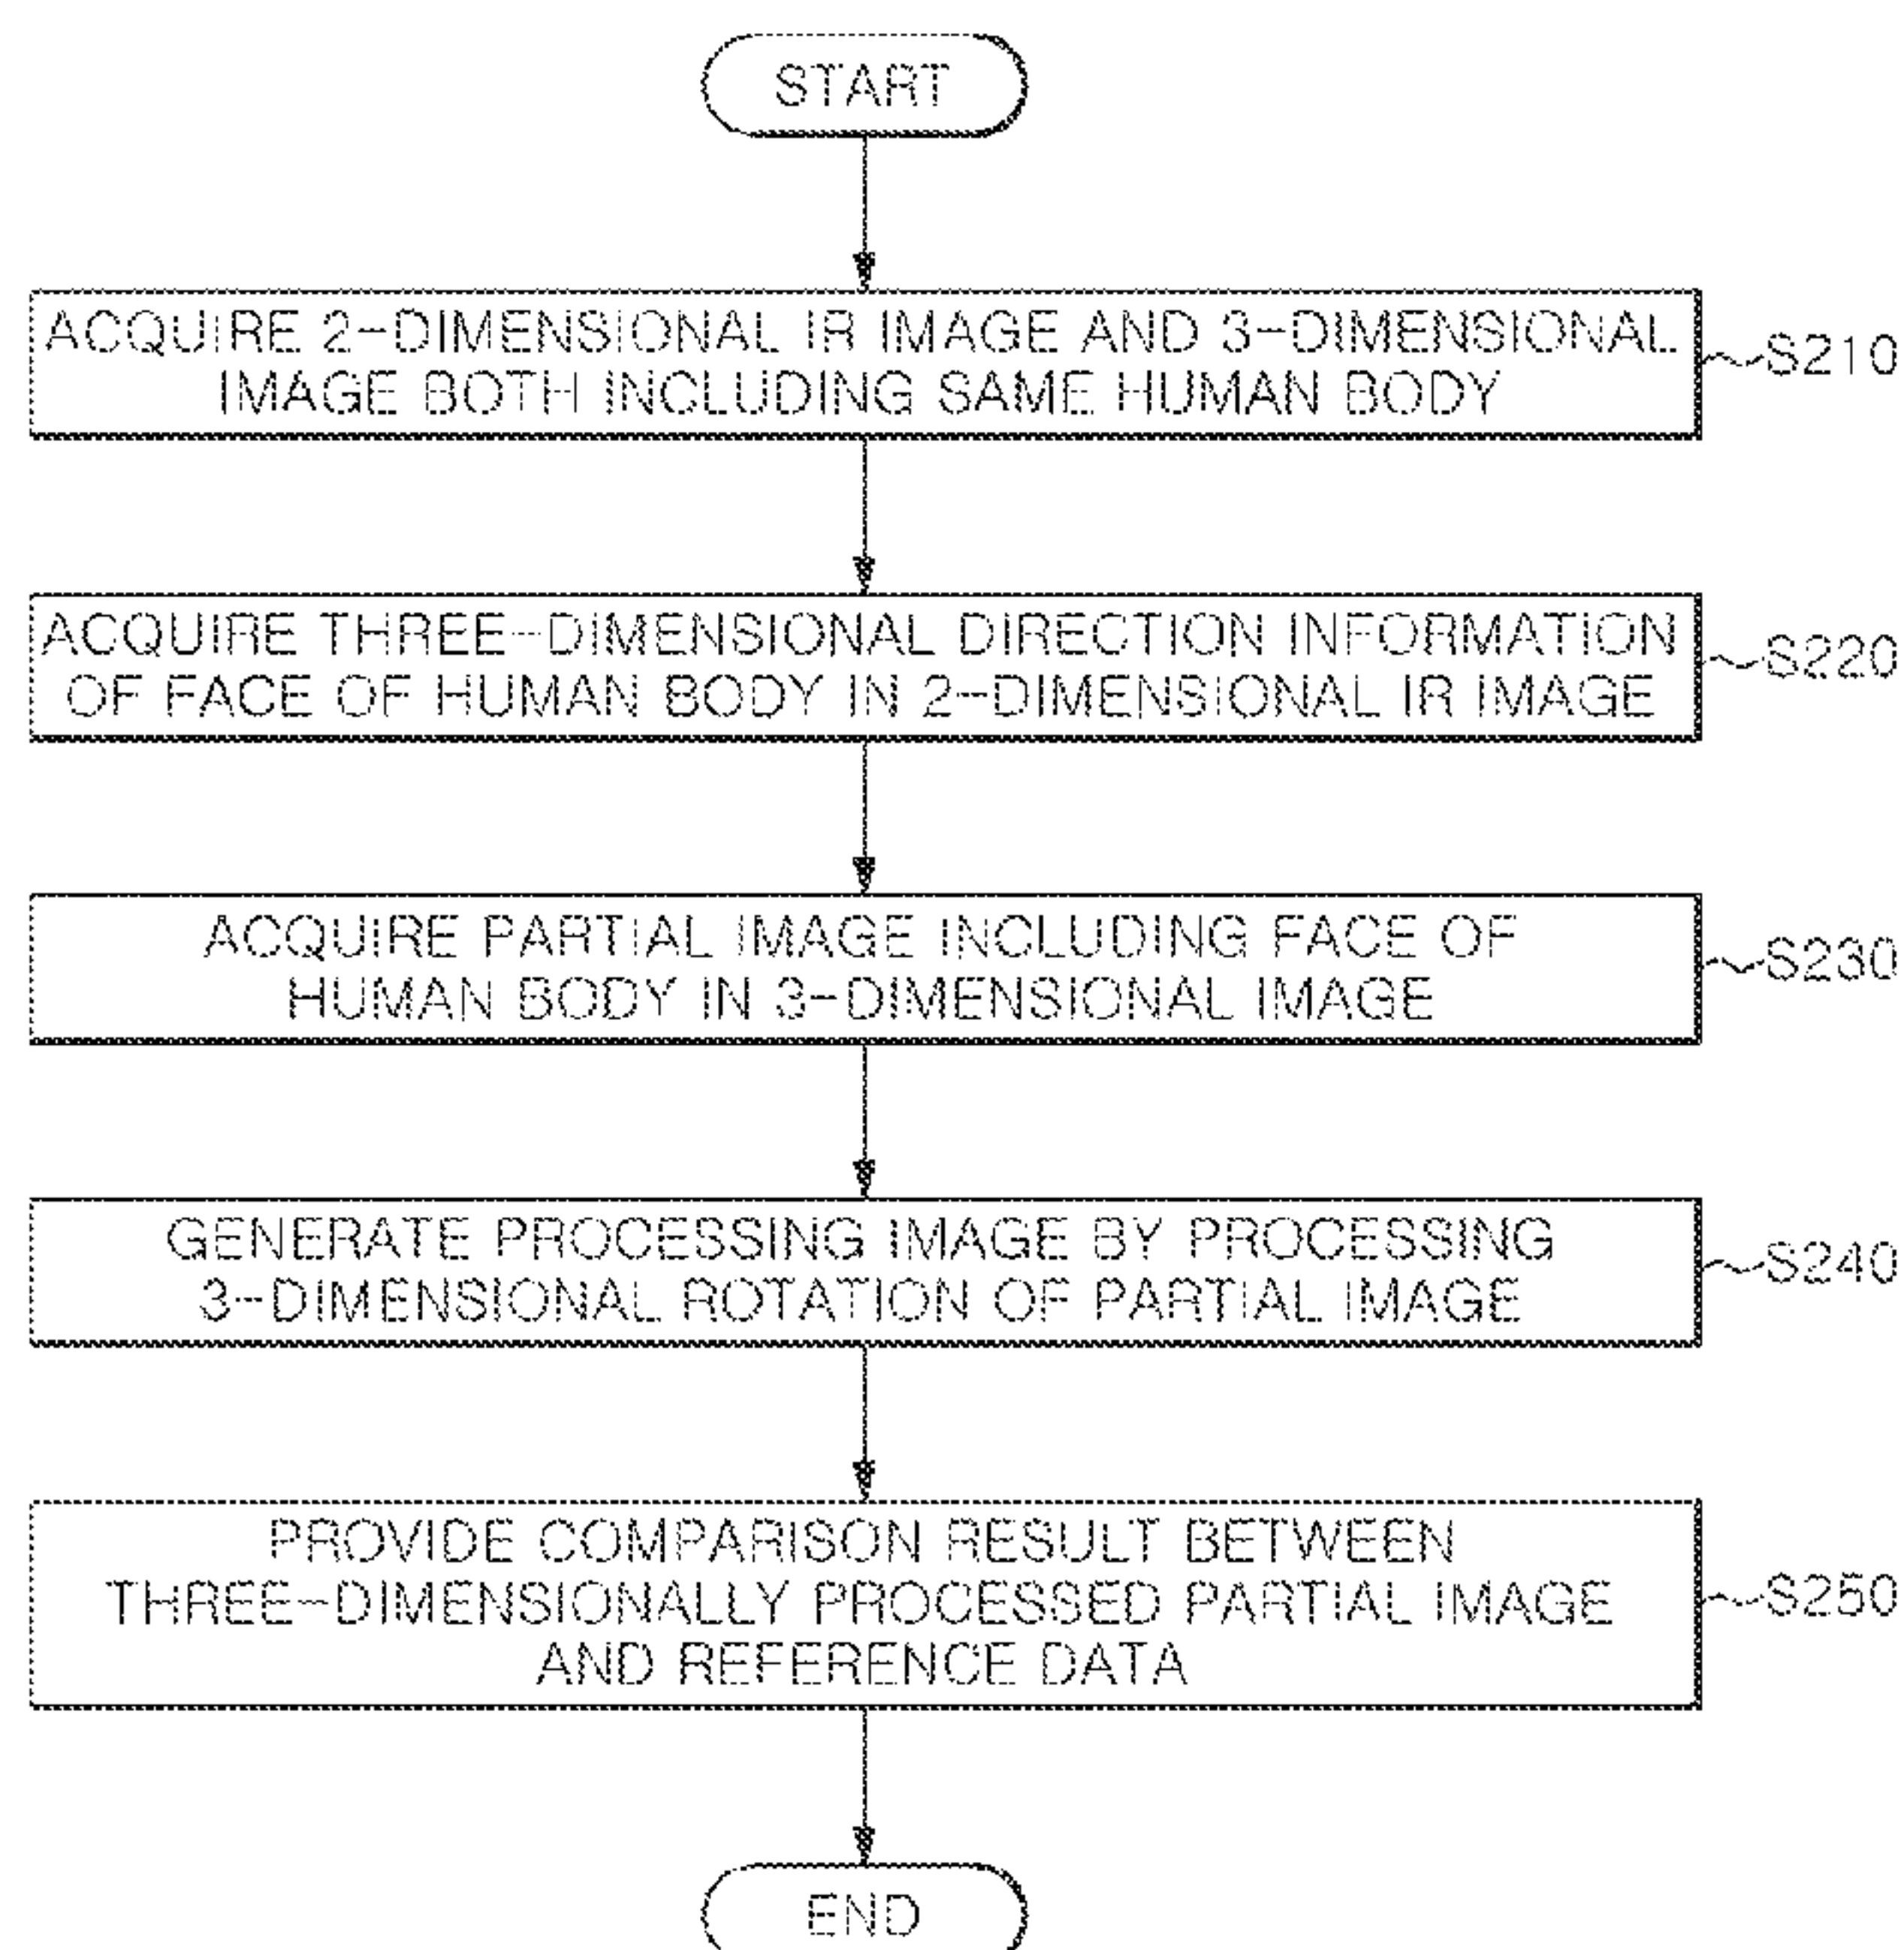 START
ACQUIRE 2-DIMENSIONAL IR IMAGE AND 3-DIMENSIONAL
IMAGE BOTH INCLUDING SAME HUMAN BODY
S210
ACQUIRE THREE-DIMENSIONAL DIRECTION INFORMATION
OF FACE OF HUMAN BODY IN 2-DIMENSIONAL IR IMAGE
S220
ACQUIRE PARTIAL IMAGE INCLUDING FACE OF
HUMAN BODY IN 3-DIMENSIONAL IMAGE
S230
GENERATE PROCESSING IMAGE BY PROCESSING
3-DIMENSIONAL ROTATION OF PARTIAL IMAGE
S240
PROVIDE COMPARISON RESULT BETWEEN
THREE-DIMENSIONALLY PROCESSED PARTIAL IMAGE
AND REFERENCE DATA
S250
END